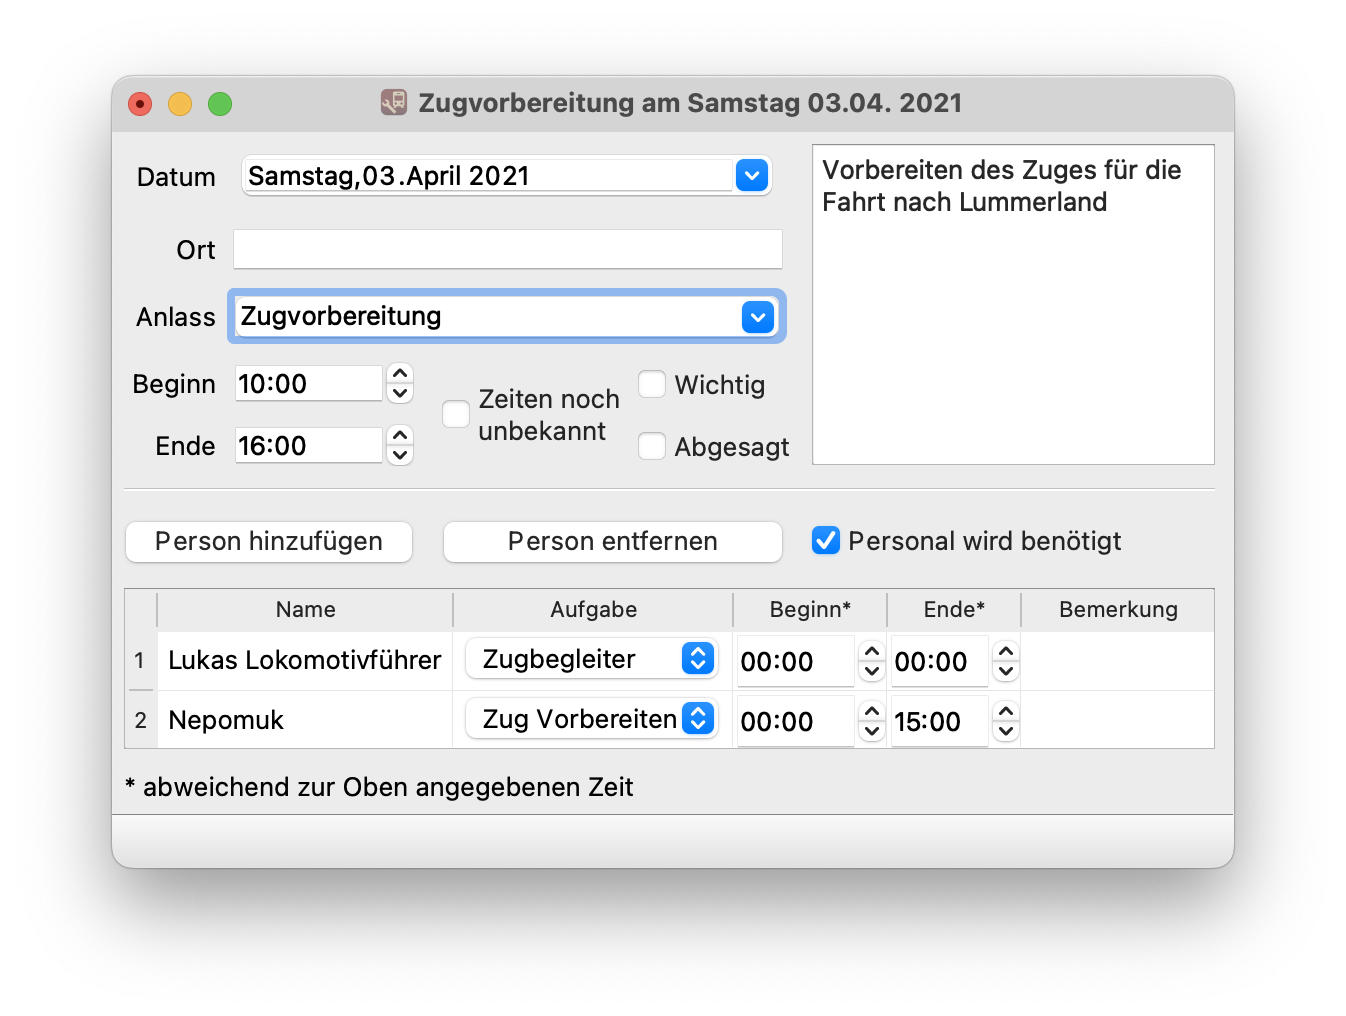 Zugvorbereitung am Samstag 03.04. 2021
Datum
Samstag,03.April 2021
Ort
Anlass
Zugvorbereitung
Beginn
10:00
Ende
16:00
Zeiten noch
unbekannt
Wichtig
Abgesagt
Vorbereiten des Zuges für die
Fahrt nach Lummerland
Person hinzufügen
Person entfernen
Personal wird benötigt
Name Aufgabe Beginn* Ende* Bemerkung
1 Lukas Lokomotivführer Zugbegleiter 00:00 00:00
2 Nepomuk Zug Vorbereiten 00:00 15:00
* abweichend zur Oben angegebenen Zeit